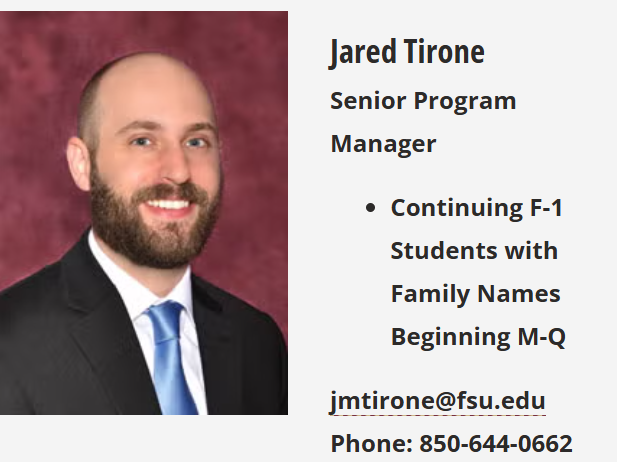 Jared Tirone
Senior Program
Manager
• Continuing F-1
Students with
Family Names
Beginning M-Q
jmtirone@fsu.edu
Phone: 850-644-0662